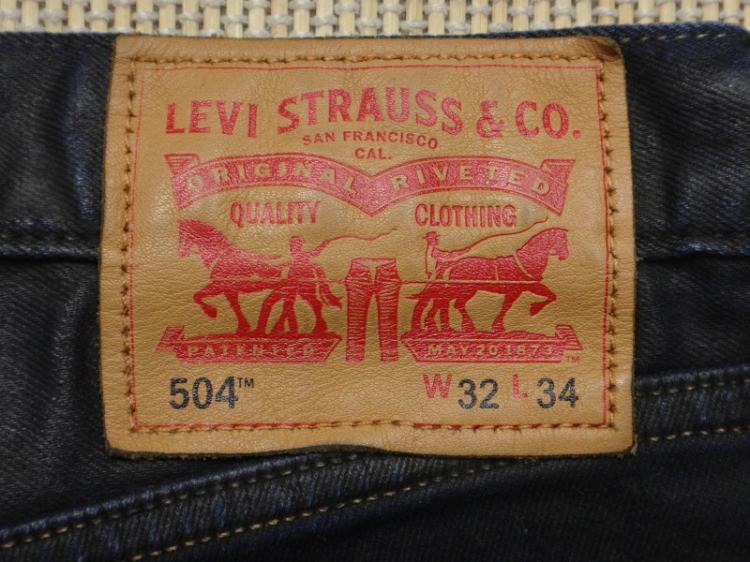 LEVI STRAUSS & CO.
SAN FRANCISCO
CAL.
ORIGINAL RIVETED
QUALITY CLOTHING
PATENTED MAY 20 1873 ™
504™ W 32 L 34